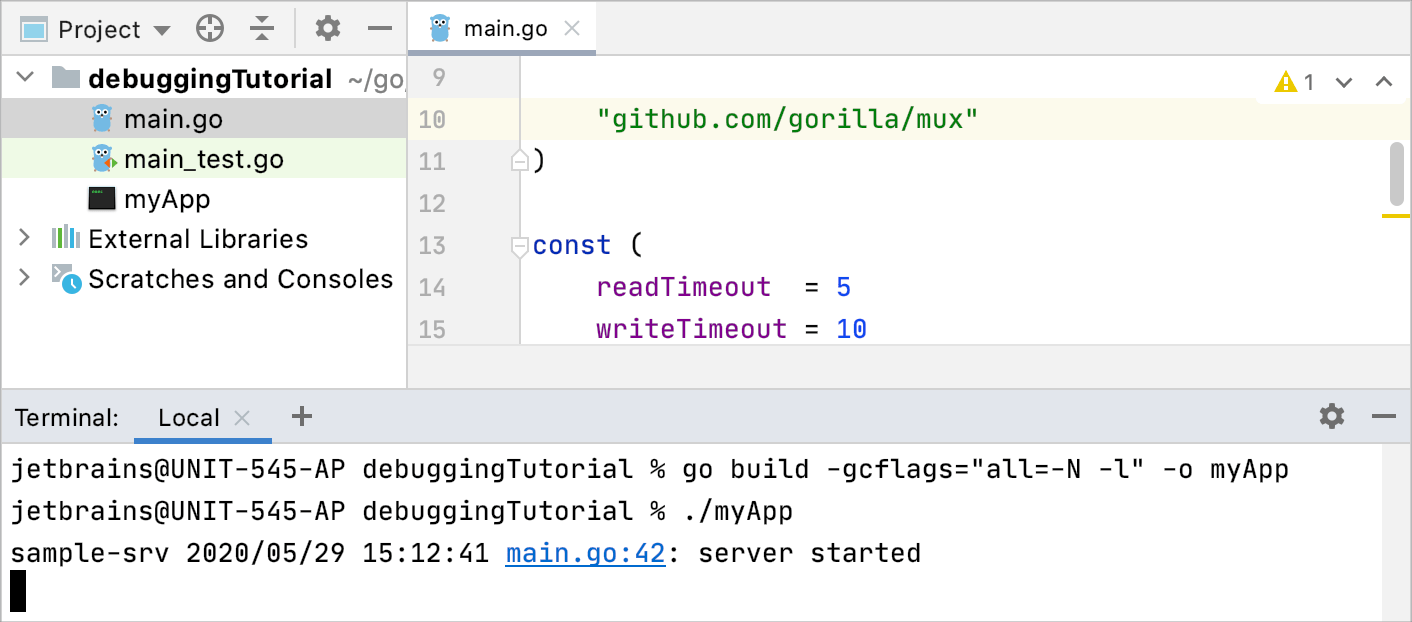 Project
debuggingTutorial ~/go
main.go
main_test.go
myApp
External Libraries
Scratches and Consoles
main.go
1
9
10 "github.com/gorilla/mux"
11 )
12
13 const (
14 readTimeout = 5
15 writeTimeout = 10
Terminal: Local
jetbrains@UNIT-545-AP debuggingTutorial % go build -gcflags="all=-N -l" -o myApp
jetbrains@UNIT-545-AP debuggingTutorial % ./myApp
sample-srv 2020/05/29 15:12:41 main.go:42: server started